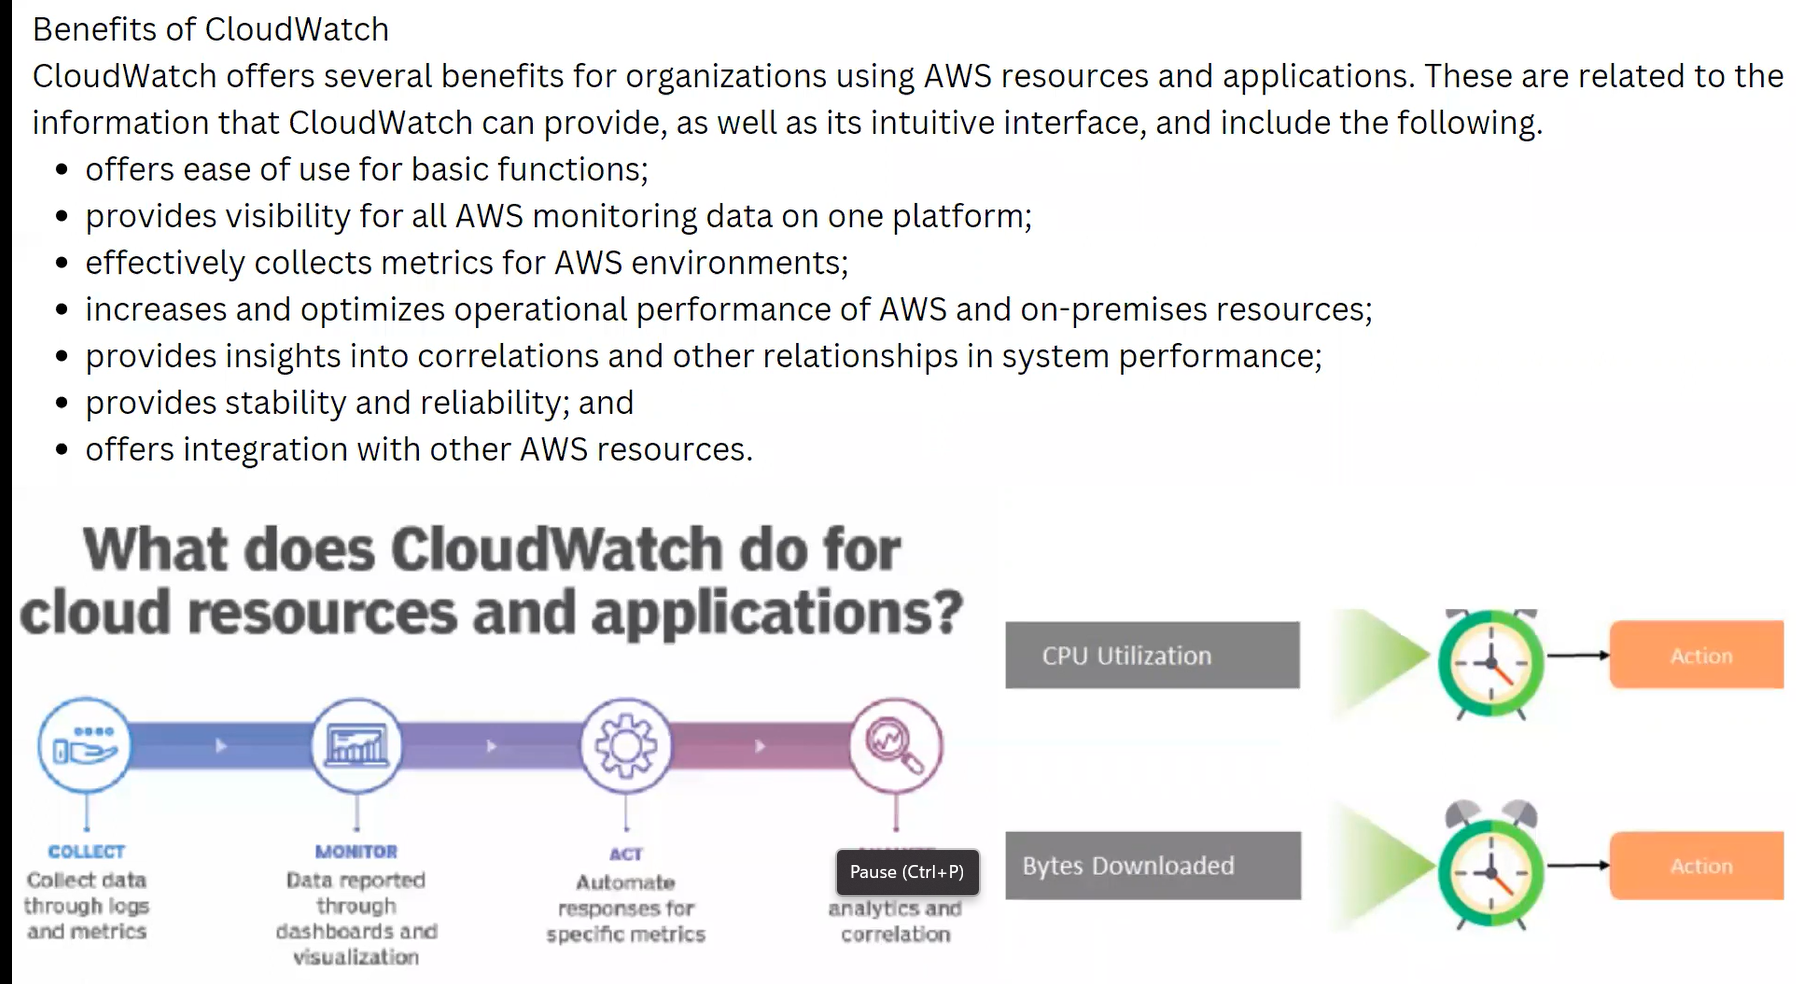 Benefits of CloudWatch
CloudWatch offers several benefits for organizations using AWS resources and applications. These are related to the
information that CloudWatch can provide, as well as its intuitive interface, and include the following.
• offers ease of use for basic functions;
• provides visibility for all AWS monitoring data on one platform;
• effectively collects metrics for AWS environments;
• increases and optimizes operational performance of AWS and on-premises resources;
• provides insights into correlations and other relationships in system performance;
• provides stability and reliability; and
• offers integration with other AWS resources.
What does CloudWatch do for
cloud resources and applications?
COLLECT
Collect data
through logs
and metrics
MONITOR
Data reported
through
dashboards and
visualization
ACT
Automate
responses for
specific metrics
Pause (Ctrl+P)
analytics and
correlation
CPU Utilization
Action
Bytes Downloaded
Action